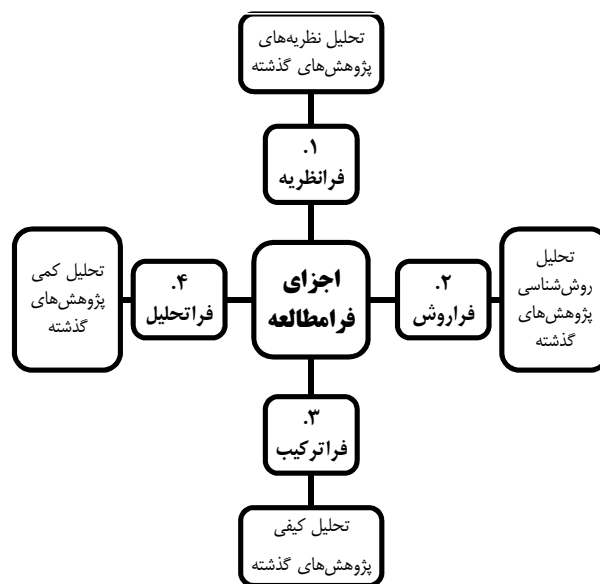 تحلیل نظریه‌های
پژوهش‌های گذشته
۱.
فرانظریه
اجزای
فرامطالعه
۲.
فراروش
تحلیل
روش‌شناسی
پژوهش‌های
گذشته
۳.
فراترکیب
تحلیل کیفی
پژوهش‌های گذشته
۴.
فراتحلیل
تحلیل کمی
پژوهش‌های
گذشته